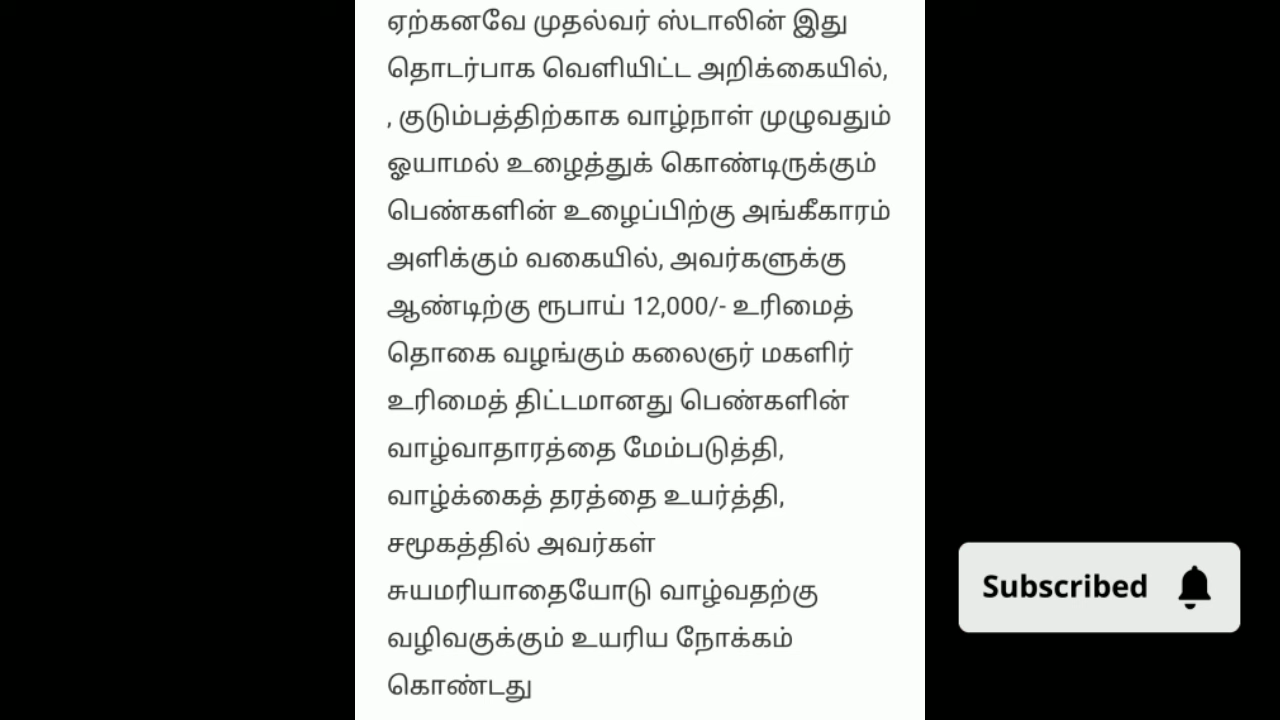 ஏற்கனவே முதல்வர் ஸ்டாலின் இது
தொடர்பாக வெளியிட்ட அறிக்கையில்,
, குடும்பத்திற்காக வாழ்நாள் முழுவதும்
ஓயாமல் உழைத்துக் கொண்டிருக்கும்
பெண்களின் உழைப்பிற்கு அங்கீகாரம்
அளிக்கும் வகையில், அவர்களுக்கு
ஆண்டிற்கு ரூபாய் 12,000/- உரிமைத்
தொகை வழங்கும் கலைஞர் மகளிர்
உரிமைத் திட்டமானது பெண்களின்
வாழ்வாதாரத்தை மேம்படுத்தி,
வாழ்க்கைத் தரத்தை உயர்த்தி,
சமூகத்தில் அவர்கள்
சுயமரியாதையோடு வாழ்வதற்கு
வழிவகுக்கும் உயரிய நோக்கம்
கொண்டது
Subscribed